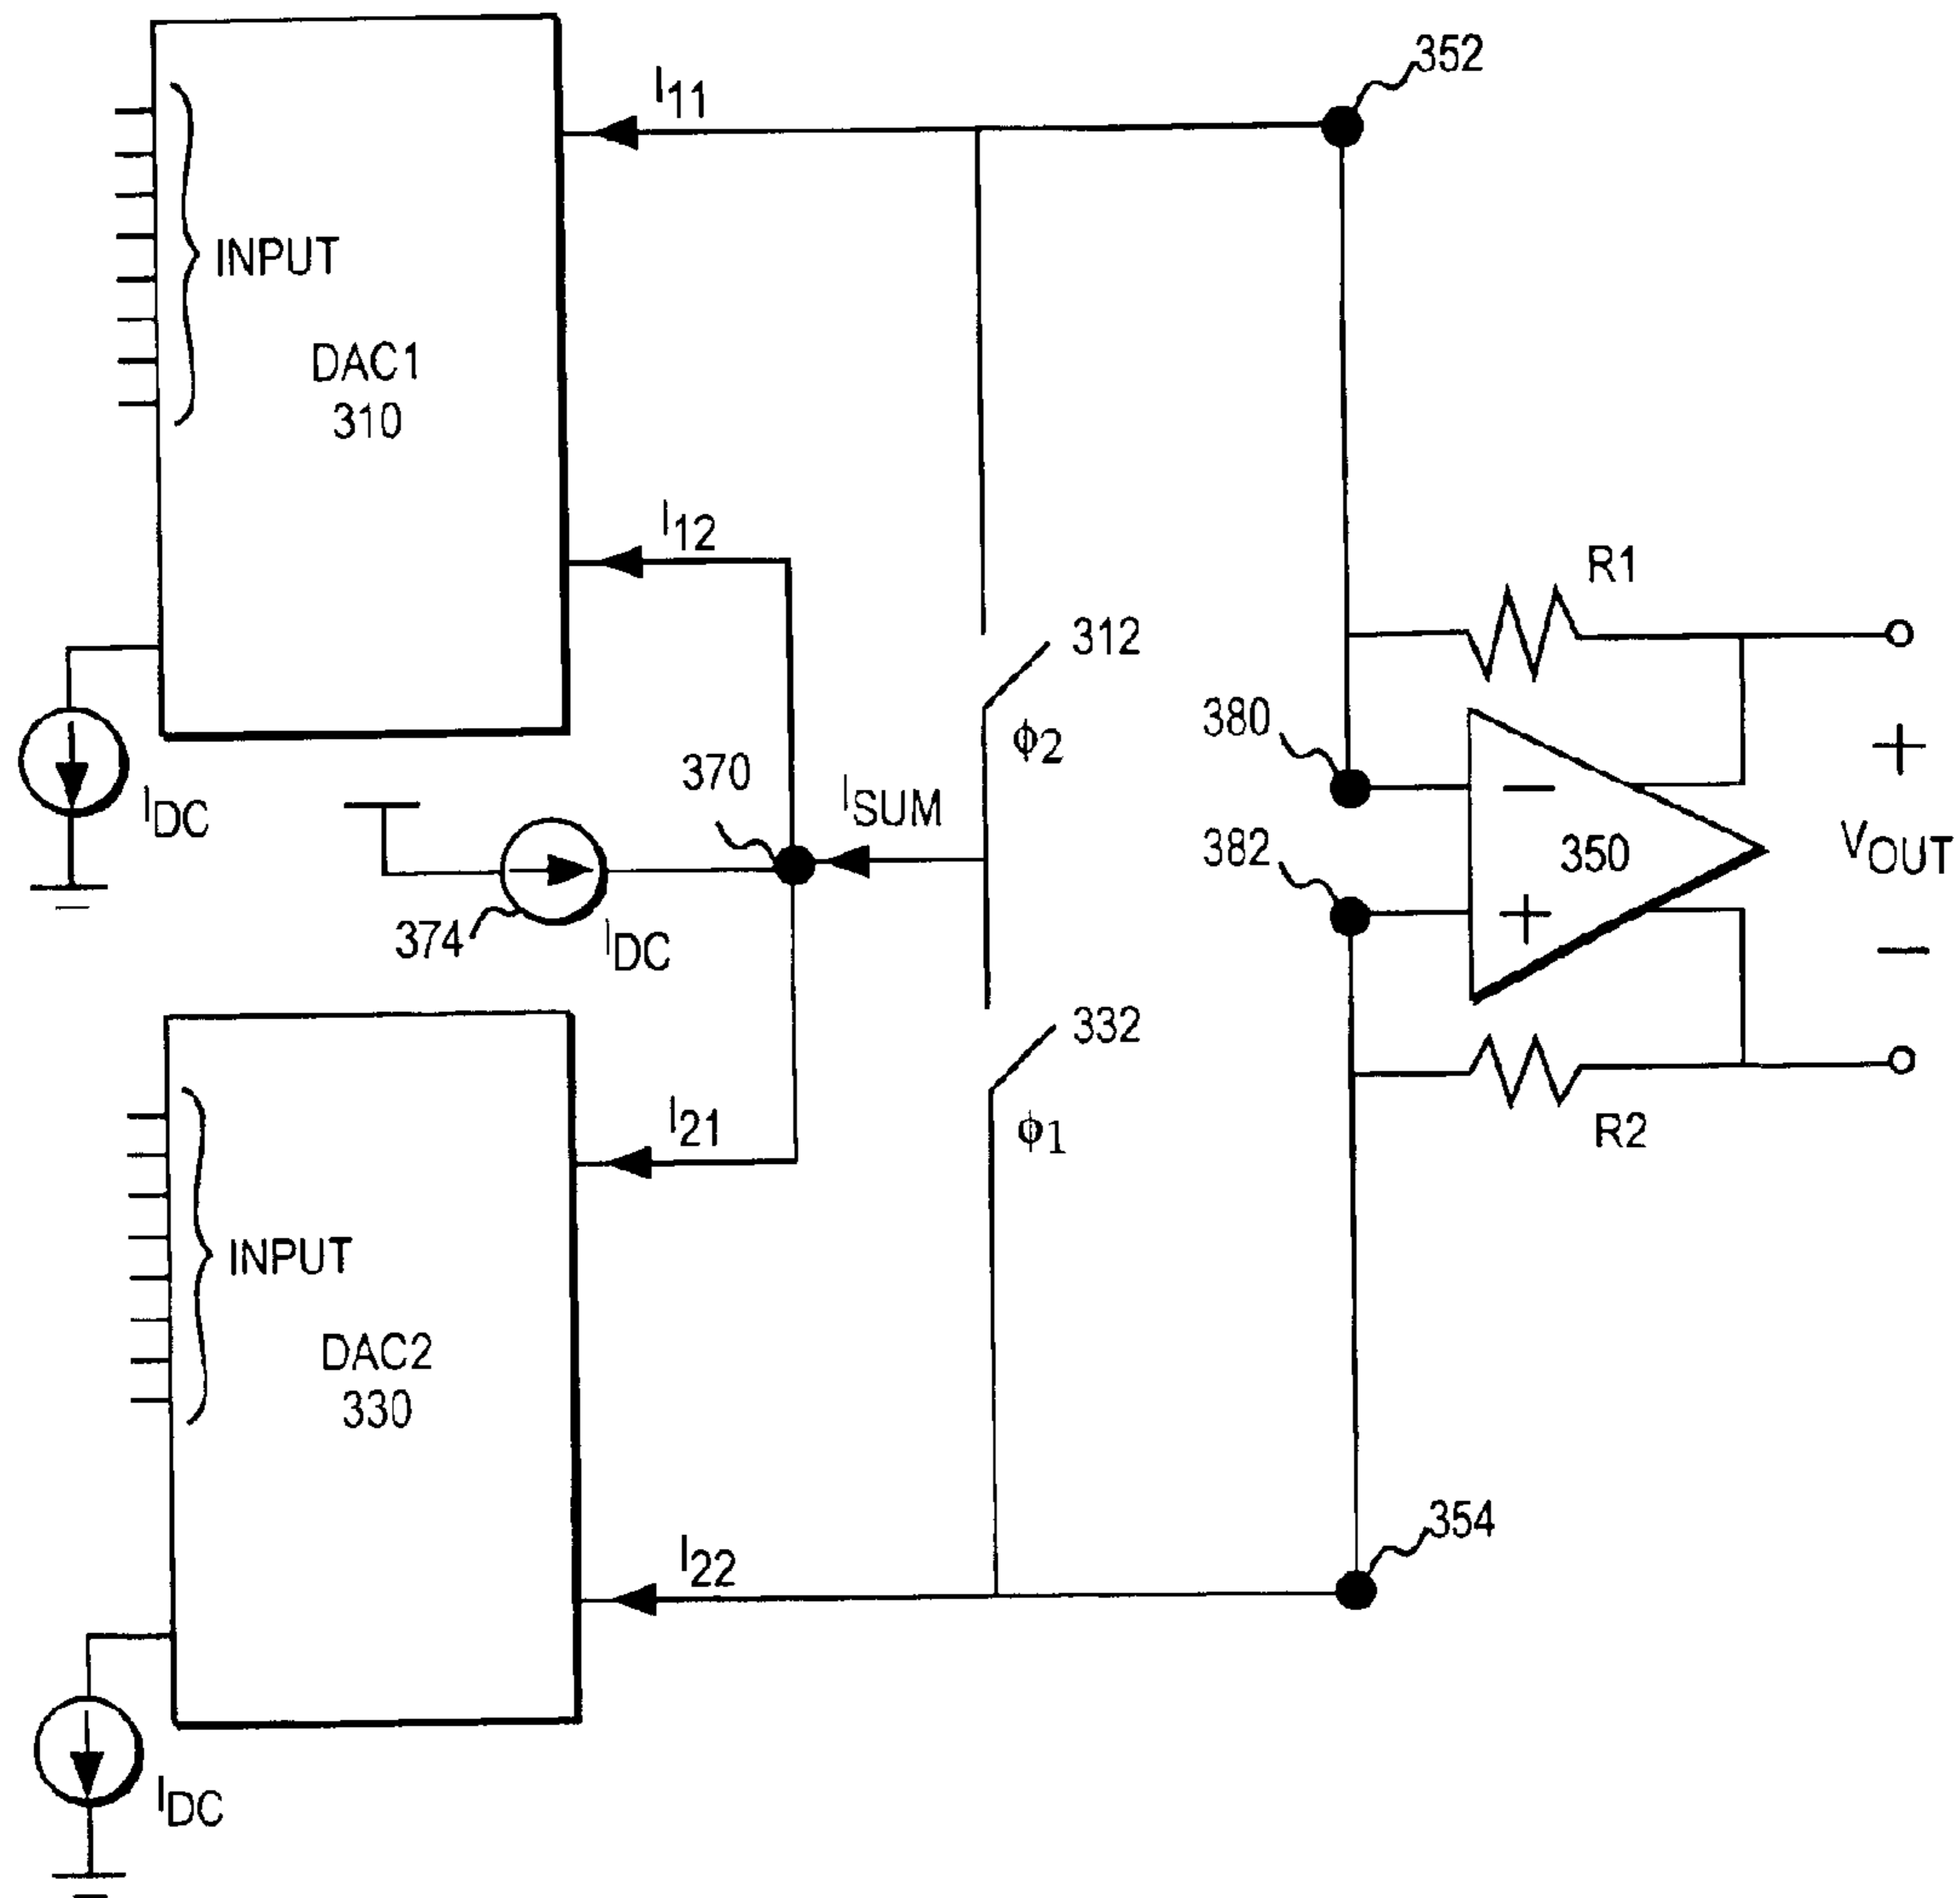 352
I11
INPUT
DAC1
310
I12
R1
312
380
ϕ2
370
ISUM
IDC
+
−
382
350
VOUT
374
IDC
+
−
332
I21
ϕ1
R2
INPUT
DAC2
330
354
I22
IDC